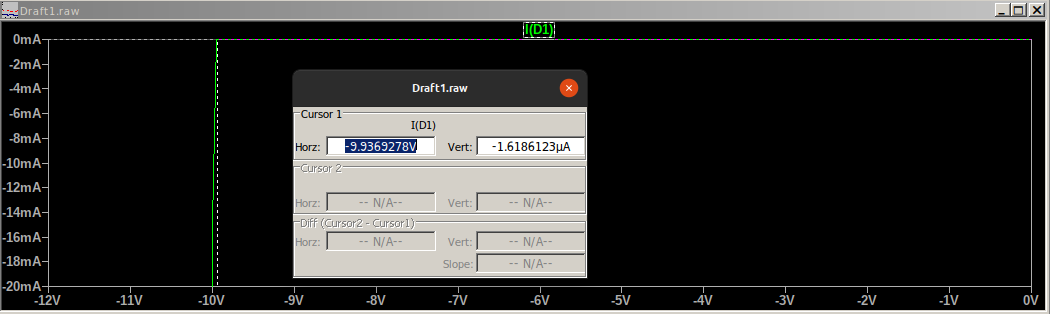 Draft1.raw
I(D1)
0mA
-2mA
-4mA
-6mA
-8mA
-10mA
-12mA
-14mA
-16mA
-18mA
-20mA
-12V -11V -10V -9V -8V -7V -6V -5V -4V -3V -2V -1V 0V
Draft1.raw
Cursor 1
I(D1)
Horz: -9.9369278V Vert: -1.6186123µA
Cursor 2
Horz: -- N/A-- Vert: -- N/A--
Diff (Cursor2 - Cursor1)
Horz: -- N/A-- Vert: -- N/A--
Slope: -- N/A--